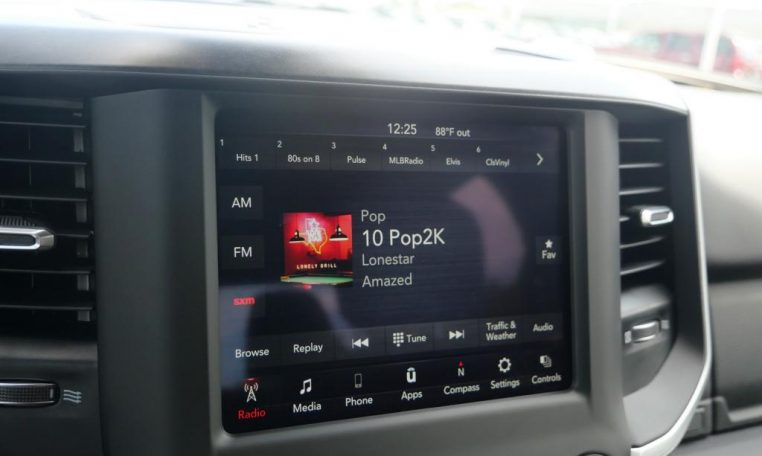 12:25 88°F out
1 Hits 1 2 80s on 8 3 Pulse 4 MLBRadio 5 Elvis 6 ClsVinyl
AM
FM
sxm
LONELY GRILL
Pop
10 Pop2K
Lonestar
Amazed
Fav
Browse Replay Tune Traffic & Weather Audio
Radio Media Phone Apps N Compass Settings Controls